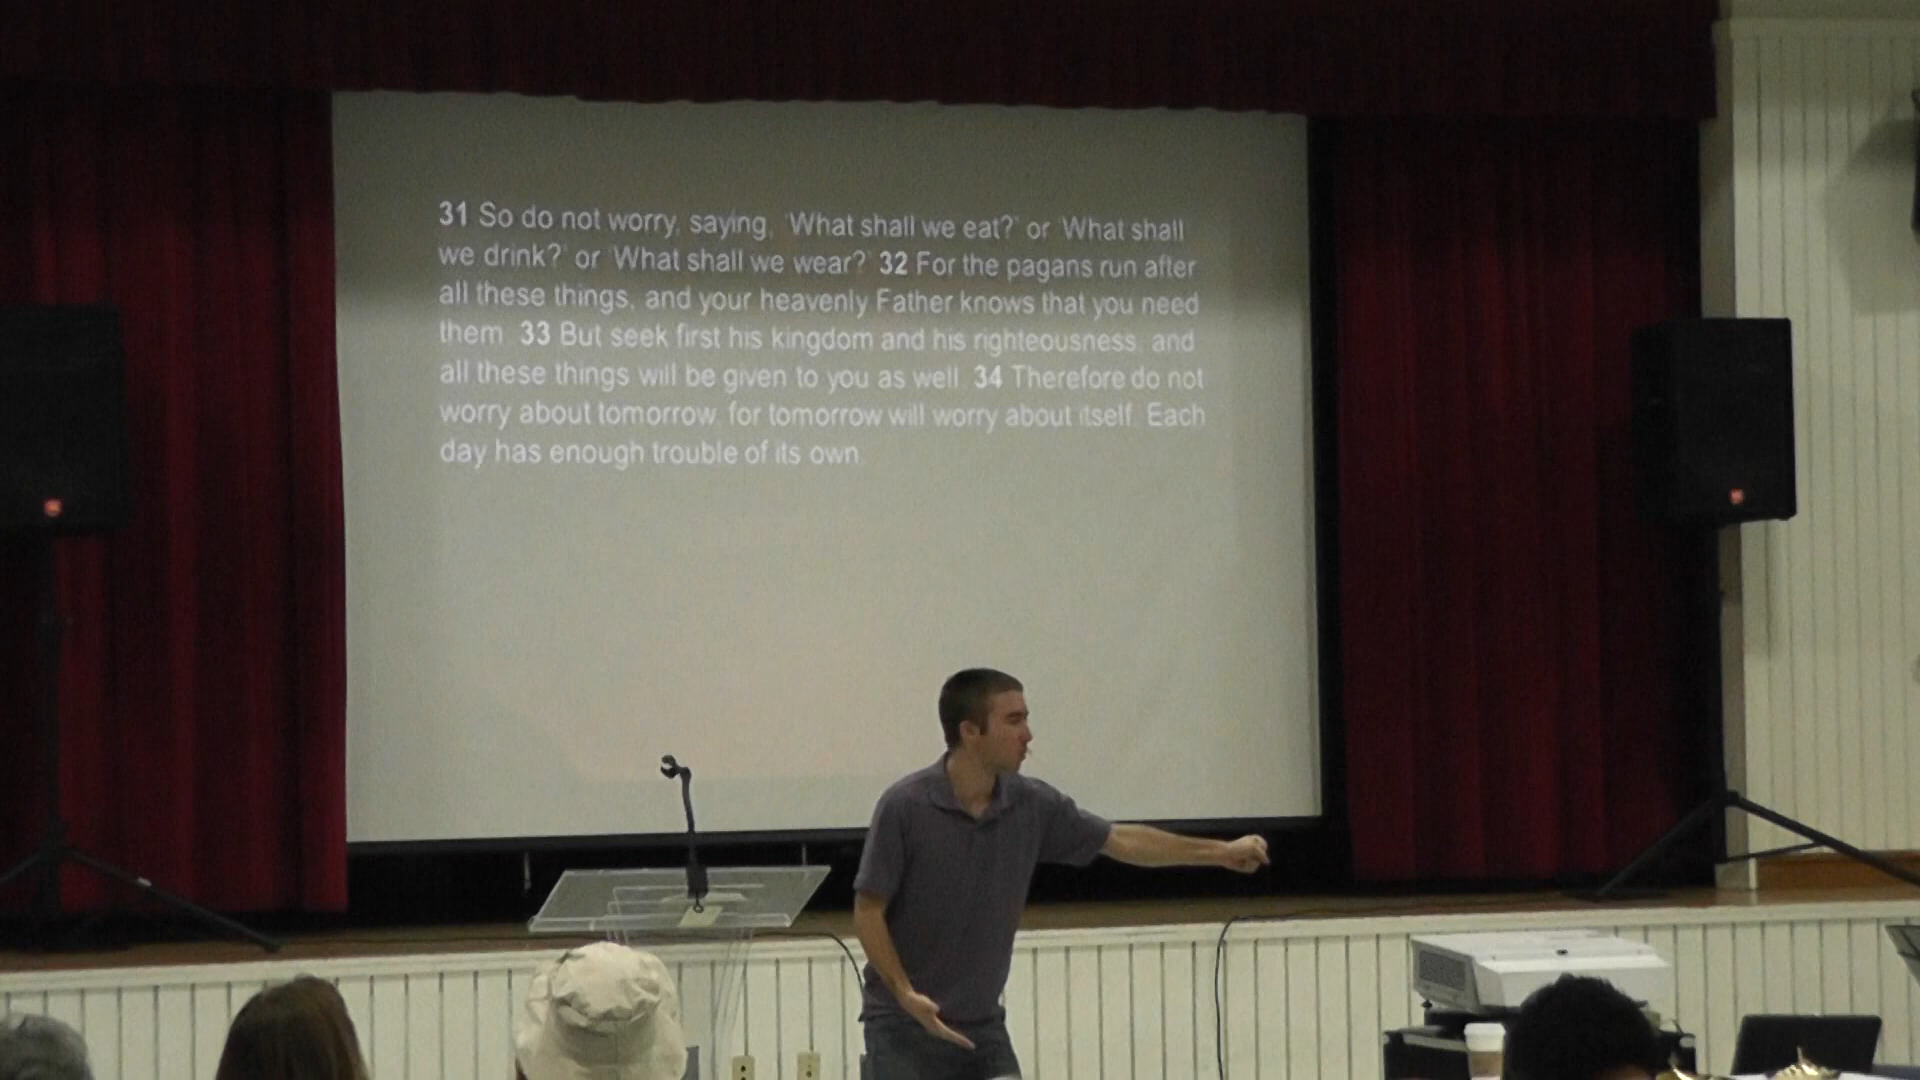 31 So do not worry, saying, 'What shall we eat?' or 'What shall
we drink?' or 'What shall we wear?' 32 For the pagans run after
all these things, and your heavenly Father knows that you need
them. 33 But seek first his kingdom and his righteousness, and
all these things will be given to you as well. 34 Therefore do not
worry about tomorrow, for tomorrow will worry about itself. Each
day has enough trouble of its own.